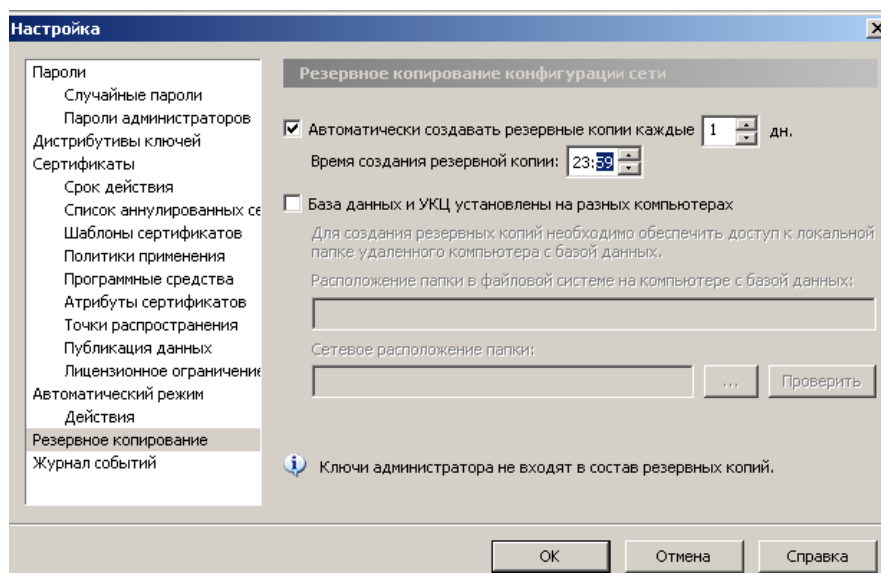 Настройка
Пароли
Случайные пароли
Пароли администраторов
Дистрибутивы ключей
Сертификаты
Срок действия
Список аннулированных се
Шаблоны сертификатов
Политики применения
Программные средства
Атрибуты сертификатов
Точки распространения
Публикация данных
Лицензионное ограничение
Автоматический режим
Действия
Резервное копирование
Журнал событий
Резервное копирование конфигурации сети
Автоматически создавать резервные копии каждые 1 дн.
Время создания резервной копии: 23:59
База данных и УКЦ установлены на разных компьютерах
Для создания резервных копий необходимо обеспечить доступ к локальной
папке удаленного компьютера с базой данных.
Расположение папки в файловой системе на компьютере с базой данных:
Сетевое расположение папки:
... Проверить
Ключи администратора не входят в состав резервных копий.
ОК Отмена Справка